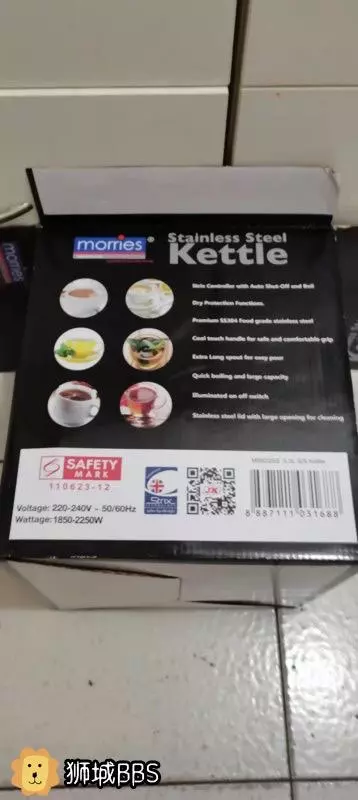 morries®
Stainless Steel
Kettle
morries
Strix Controller with Auto Shut-Off and Boil
Dry Protection Functions.
Premium SS304 Food grade stainless steel
Cool touch handle for safe and comfortable grip
Extra Long spout for easy pour
Quick boiling and large capacity
Illuminated on off switch
Stainless steel lid with large opening for cleaning
SAFETY
MARK
110623-12
Strix
Voltage: 220-240V ~ 50/60Hz
Wattage:1850-2250W
8 887111 031688
狮城BBS